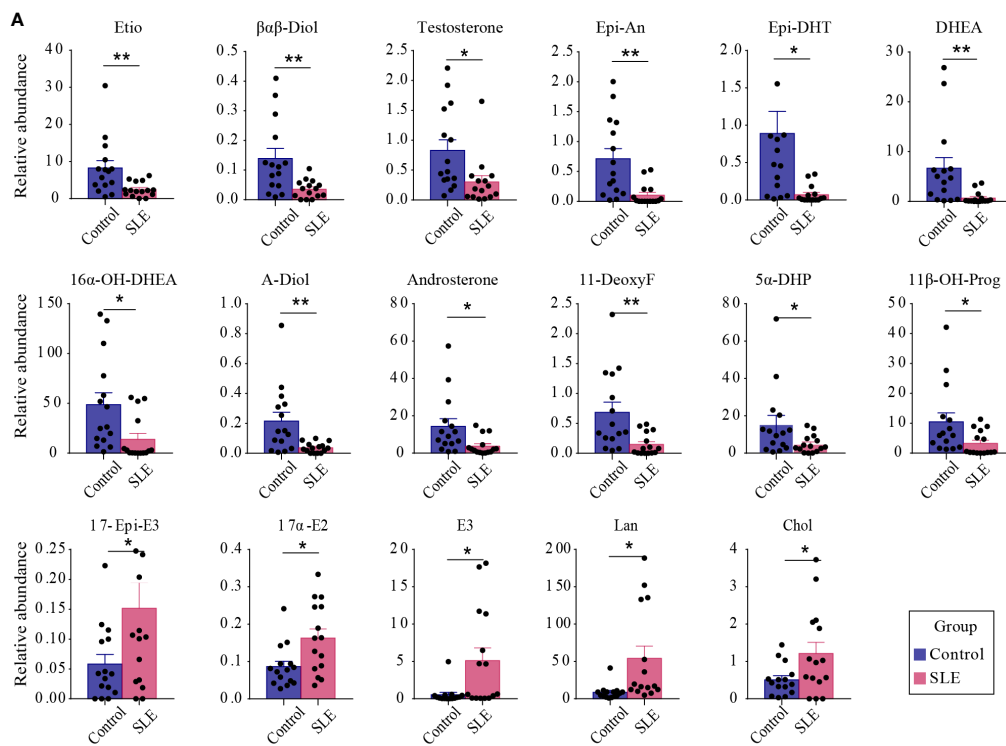 A
Etio
βαβ-Diol
Testosterone
Epi-An
Epi-DHT
DHEA
Relative abundance
40
30
20
10
0
**
Control
SLE
0.5
0.4
0.3
0.2
0.1
0.0
**
Control
SLE
2.5
2.0
1.5
1.0
0.5
0.0
*
Control
SLE
2.5
2.0
1.5
1.0
0.5
0.0
**
Control
SLE
2.0
1.5
1.0
0.5
0.0
*
Control
SLE
30
20
10
0
**
Control
SLE
16α-OH-DHEA
A-Diol
Androsterone
11-DeoxyF
5α-DHP
11β-OH-Prog
Relative abundance
150
100
50
0
*
Control
SLE
1.0
0.8
0.6
0.4
0.2
0.0
**
Control
SLE
80
60
40
20
0
*
Control
SLE
2.5
2.0
1.5
1.0
0.5
0.0
**
Control
SLE
80
60
40
20
0
*
Control
SLE
50
40
30
20
10
0
*
Control
SLE
17-Epi-E3
17α-E2
E3
Lan
Chol
Relative abundance
0.25
0.20
0.15
0.10
0.05
0.00
*
Control
SLE
0.4
0.3
0.2
0.1
0.0
*
Control
SLE
20
15
10
5
0
*
Control
SLE
200
150
100
50
0
*
Control
SLE
4
3
2
1
0
*
Control
SLE
Group
Control
SLE